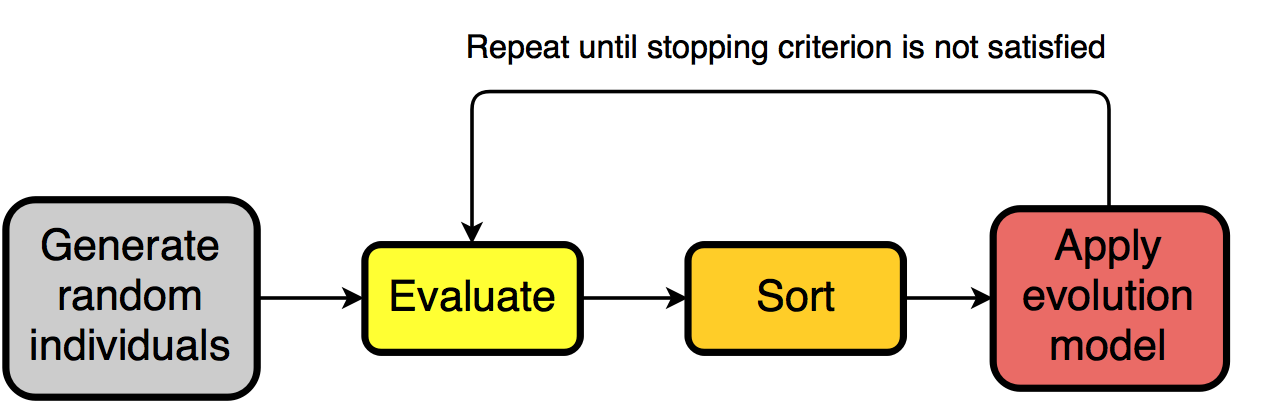 Repeat until stopping criterion is not satisfied
Generate
random
individuals
Evaluate
Sort
Apply
evolution
model